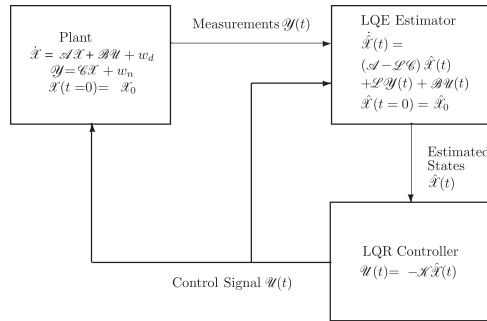 Plant
𝒳̇ = 𝒜𝒳 + ℬ𝒰 + w_d
𝒴 = 𝒞𝒳 + w_n
𝒳(t =0)= 𝒳_0
Measurements 𝒴(t)
LQE Estimator
𝒳̂̇(t) =
(𝒜 − ℒ𝒞) 𝒳̂(t)
+ℒ𝒴(t) + ℬ𝒰(t)
𝒳̂(t = 0) = 𝒳̂_0
Estimated
States
𝒳̂(t)
LQR Controller
𝒰(t)= −𝒦𝒳̂(t)
Control Signal 𝒰(t)